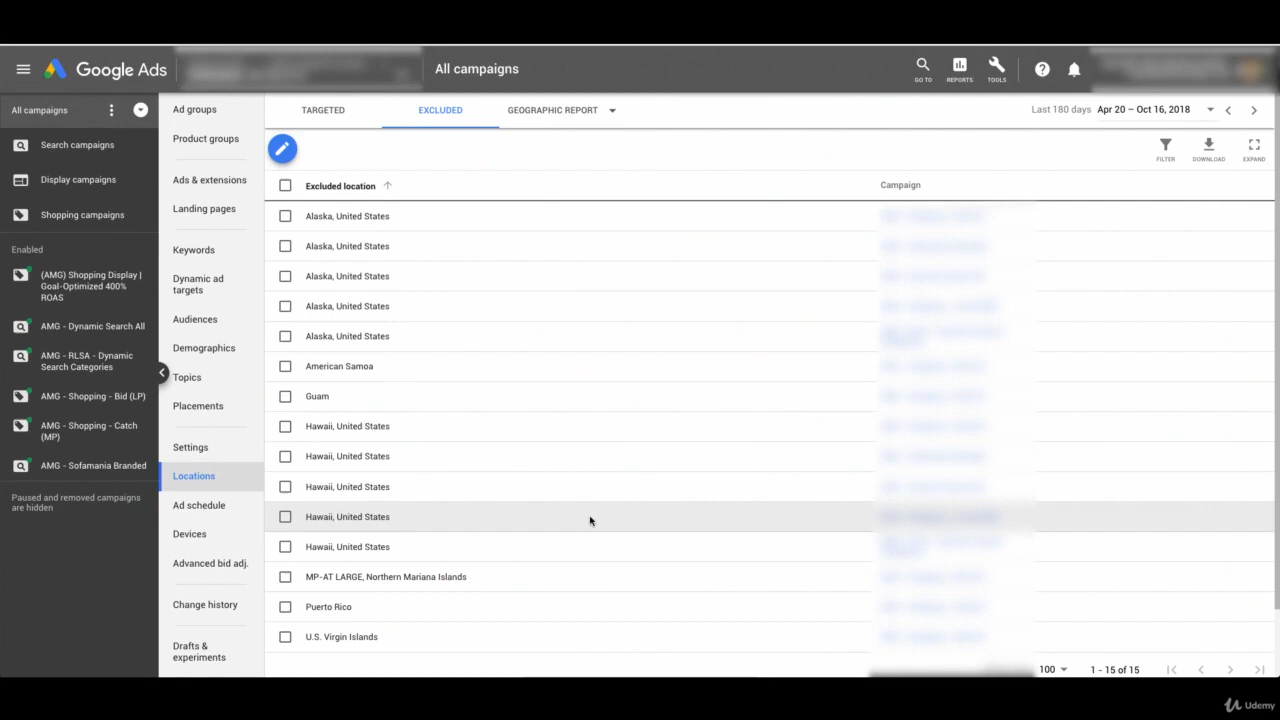 Google Ads
All campaigns
GO TO
REPORTS
TOOLS
All campaigns
Search campaigns
Display campaigns
Shopping campaigns
Enabled
(AMG) Shopping Display |
Goal-Optimized 400%
ROAS
AMG - Dynamic Search All
AMG - RLSA - Dynamic
Search Categories
AMG - Shopping - Bid (LP)
AMG - Shopping - Catch
(MP)
AMG - Sofamania Branded
Paused and removed campaigns
are hidden
Ad groups
Product groups
Ads & extensions
Landing pages
Keywords
Dynamic ad
targets
Audiences
Demographics
Topics
Placements
Settings
Locations
Ad schedule
Devices
Advanced bid adj.
Change history
Drafts &
experiments
TARGETED EXCLUDED GEOGRAPHIC REPORT
Last 180 days Apr 20 – Oct 16, 2018
FILTER DOWNLOAD EXPAND
Excluded location Campaign
Alaska, United States
Alaska, United States
Alaska, United States
Alaska, United States
Alaska, United States
American Samoa
Guam
Hawaii, United States
Hawaii, United States
Hawaii, United States
Hawaii, United States
Hawaii, United States
MP-AT LARGE, Northern Mariana Islands
Puerto Rico
U.S. Virgin Islands
100 1 - 15 of 15
Udemy